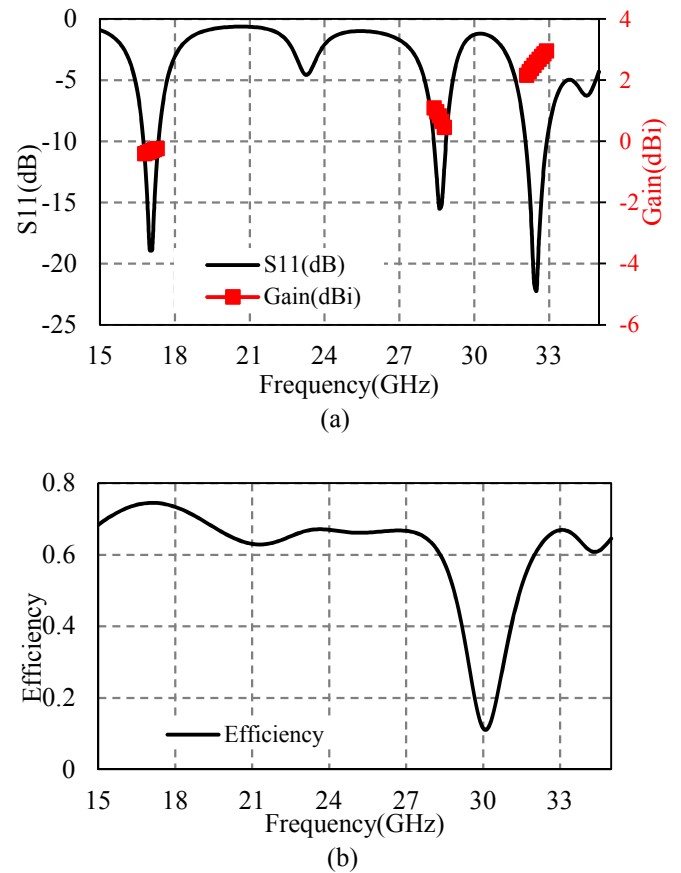 0
-5
-10
-15
-20
-25
S11(dB)
4
2
0
-2
-4
-6
Gain(dBi)
S11(dB)
Gain(dBi)
15 18 21 24 27 30 33
Frequency(GHz)
(a)
0.8
0.6
0.4
0.2
0
Efficiency
Efficiency
15 18 21 24 27 30 33
Frequency(GHz)
(b)